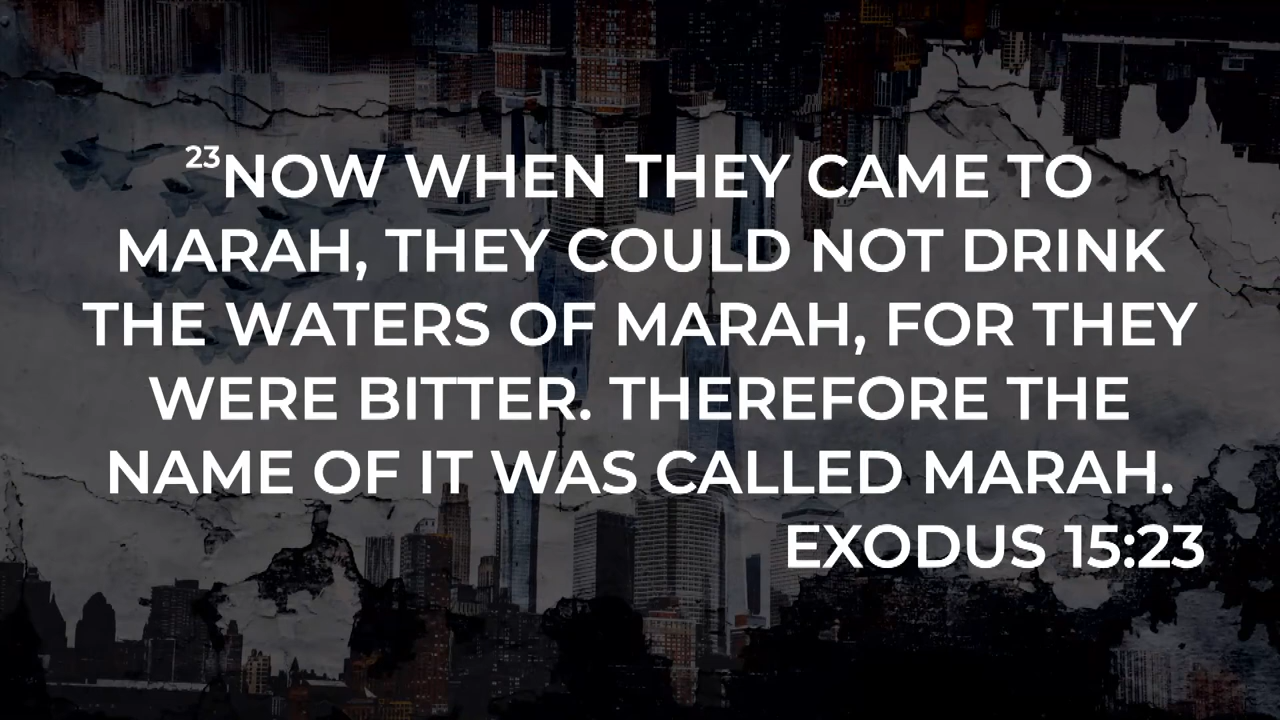 ²³NOW WHEN THEY CAME TO
MARAH, THEY COULD NOT DRINK
THE WATERS OF MARAH, FOR THEY
WERE BITTER. THEREFORE THE
NAME OF IT WAS CALLED MARAH.
EXODUS 15:23